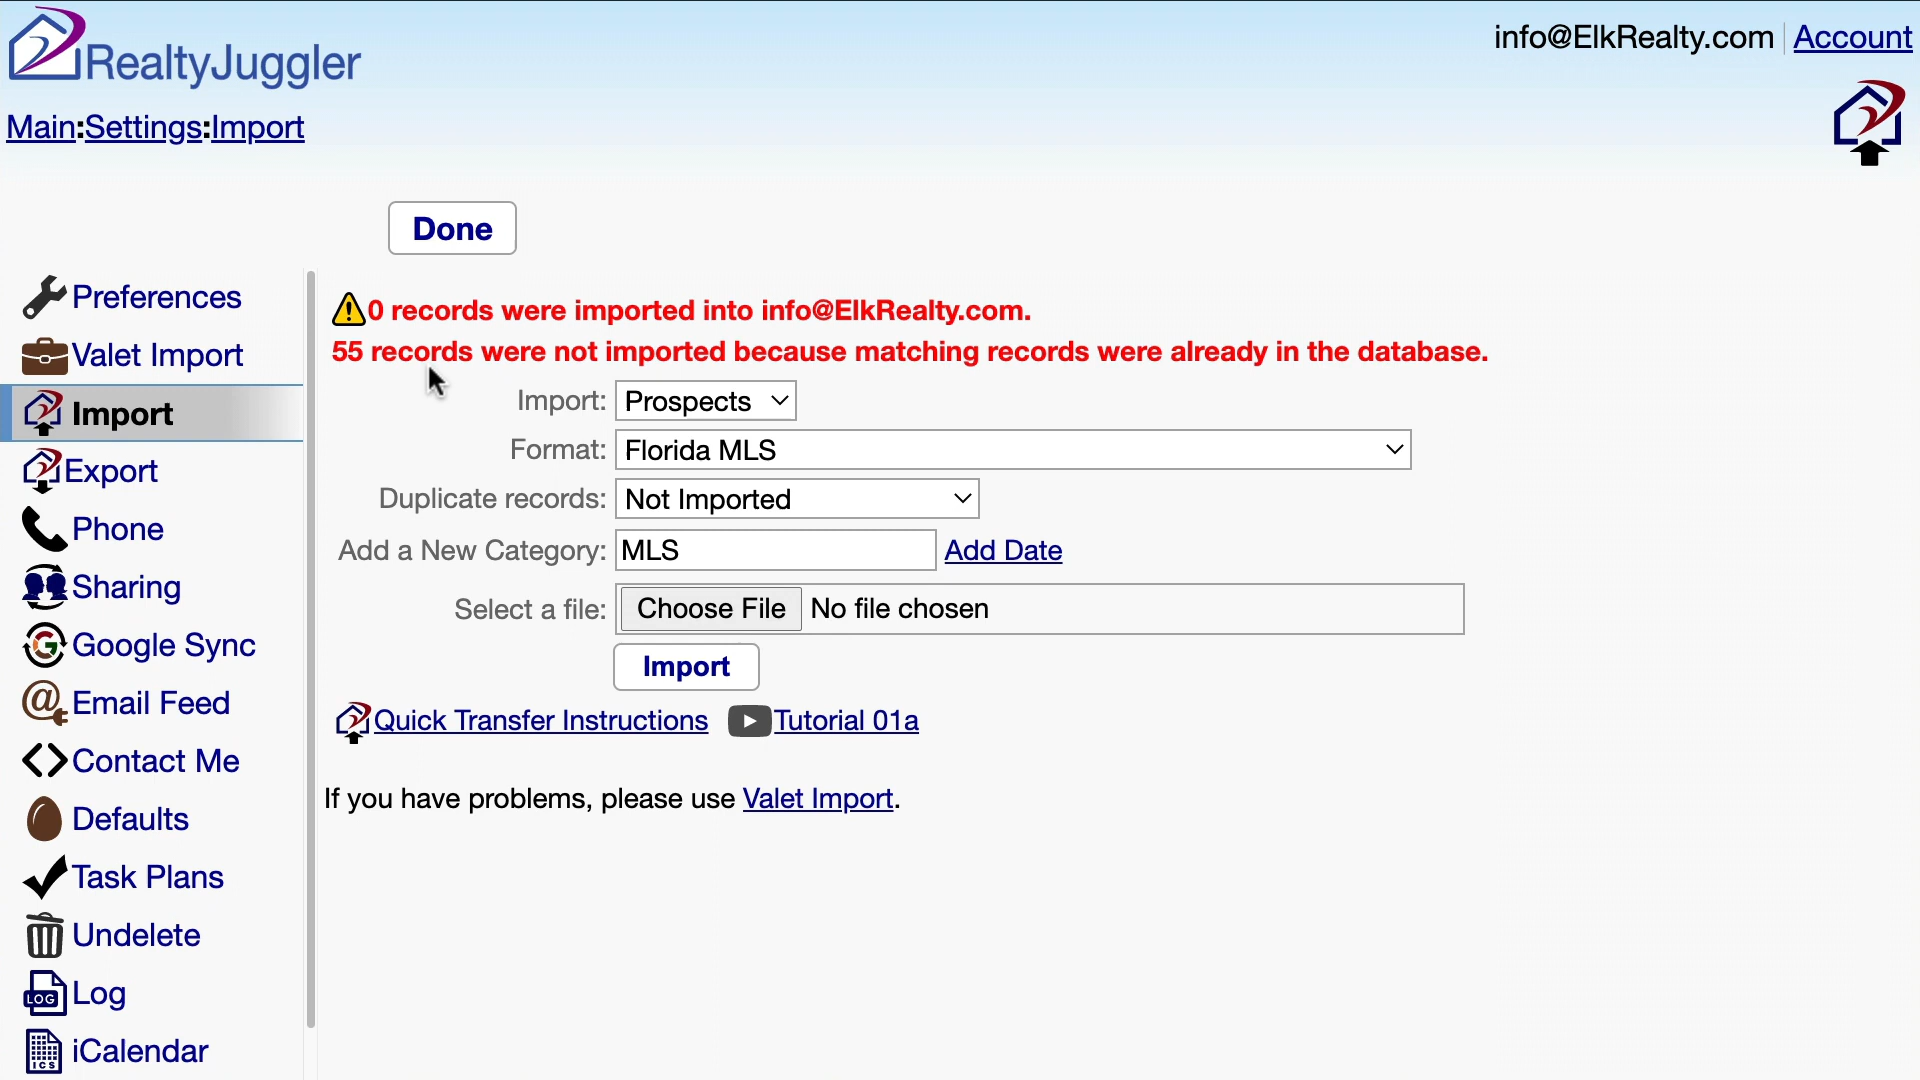 RealtyJuggler
info@ElkRealty.com Account
Main:Settings:Import
Done
Preferences
Valet Import
Import
Export
Phone
Sharing
Google Sync
Email Feed
Contact Me
Defaults
Task Plans
Undelete
LOG Log
ICS iCalendar
0 records were imported into info@ElkRealty.com.
55 records were not imported because matching records were already in the database.
Import: Prospects
Format: Florida MLS
Duplicate records: Not Imported
Add a New Category: MLS Add Date
Select a file: Choose File No file chosen
Import
Quick Transfer Instructions Tutorial 01a
If you have problems, please use Valet Import.